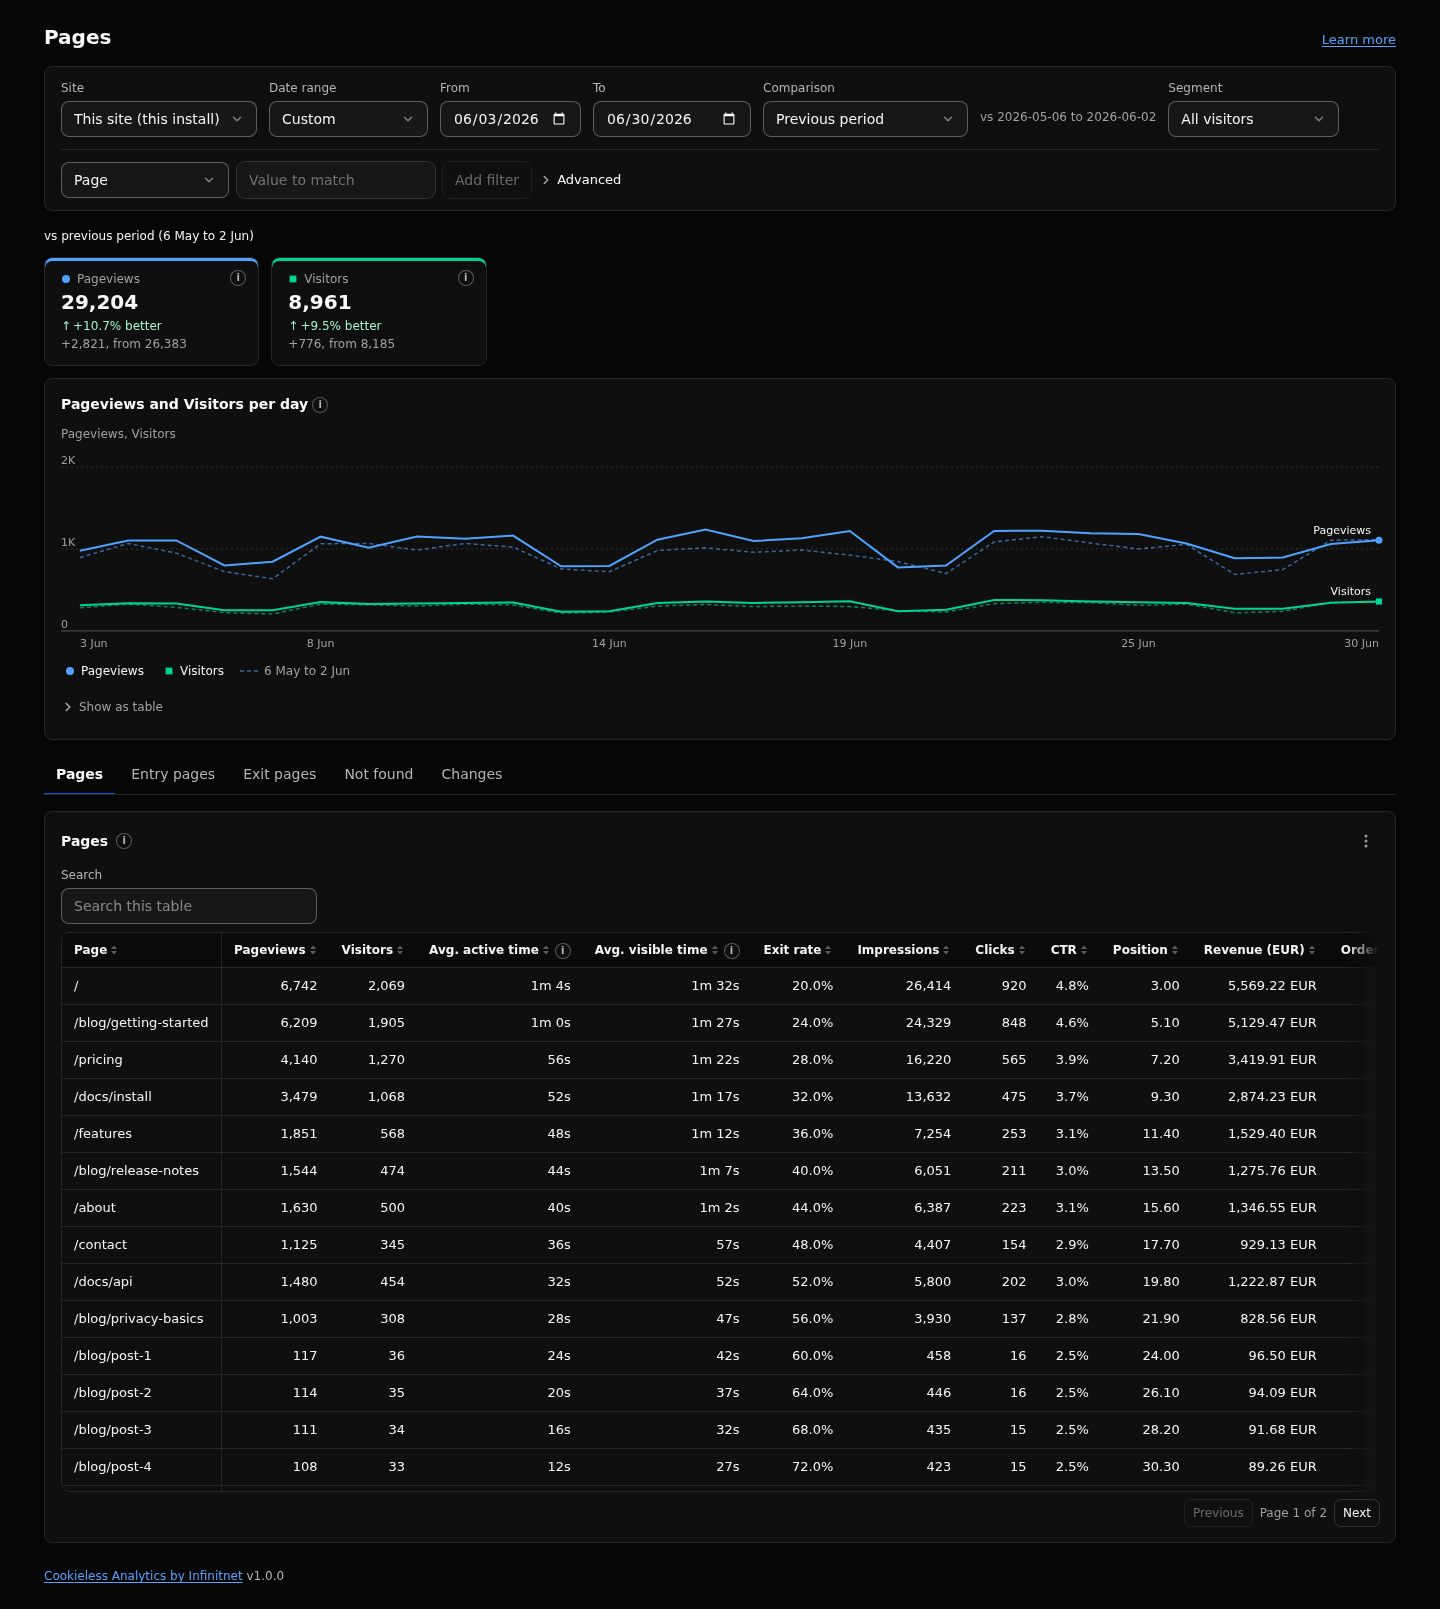 Pages
Learn more
Site Date range From To Comparison Segment
This site (this install) Custom 06/03/2026 06/30/2026 Previous period vs 2026-05-06 to 2026-06-02 All visitors
Page Value to match Add filter Advanced
vs previous period (6 May to 2 Jun)
Pageviews i
29,204
↑ +10.7% better
+2,821, from 26,383
Visitors i
8,961
↑ +9.5% better
+776, from 8,185
Pageviews and Visitors per day i
Pageviews, Visitors
2K
Pageviews
1K
Visitors
0
3 Jun 8 Jun 14 Jun 19 Jun 25 Jun 30 Jun
Pageviews Visitors 6 May to 2 Jun
Show as table
Pages Entry pages Exit pages Not found Changes
Pages i
Search
Search this table
Page Pageviews Visitors Avg. active time i Avg. visible time i Exit rate Impressions Clicks CTR Position Revenue (EUR)
/ 6,742 2,069 1m 4s 1m 32s 20.0% 26,414 920 4.8% 3.00 5,569.22 EUR
/blog/getting-started 6,209 1,905 1m 0s 1m 27s 24.0% 24,329 848 4.6% 5.10 5,129.47 EUR
/pricing 4,140 1,270 56s 1m 22s 28.0% 16,220 565 3.9% 7.20 3,419.91 EUR
/docs/install 3,479 1,068 52s 1m 17s 32.0% 13,632 475 3.7% 9.30 2,874.23 EUR
/features 1,851 568 48s 1m 12s 36.0% 7,254 253 3.1% 11.40 1,529.40 EUR
/blog/release-notes 1,544 474 44s 1m 7s 40.0% 6,051 211 3.0% 13.50 1,275.76 EUR
/about 1,630 500 40s 1m 2s 44.0% 6,387 223 3.1% 15.60 1,346.55 EUR
/contact 1,125 345 36s 57s 48.0% 4,407 154 2.9% 17.70 929.13 EUR
/docs/api 1,480 454 32s 52s 52.0% 5,800 202 3.0% 19.80 1,222.87 EUR
/blog/privacy-basics 1,003 308 28s 47s 56.0% 3,930 137 2.8% 21.90 828.56 EUR
/blog/post-1 117 36 24s 42s 60.0% 458 16 2.5% 24.00 96.50 EUR
/blog/post-2 114 35 20s 37s 64.0% 446 16 2.5% 26.10 94.09 EUR
/blog/post-3 111 34 16s 32s 68.0% 435 15 2.5% 28.20 91.68 EUR
/blog/post-4 108 33 12s 27s 72.0% 423 15 2.5% 30.30 89.26 EUR
Previous Page 1 of 2 Next
Cookieless Analytics by Infinitnet v1.0.0